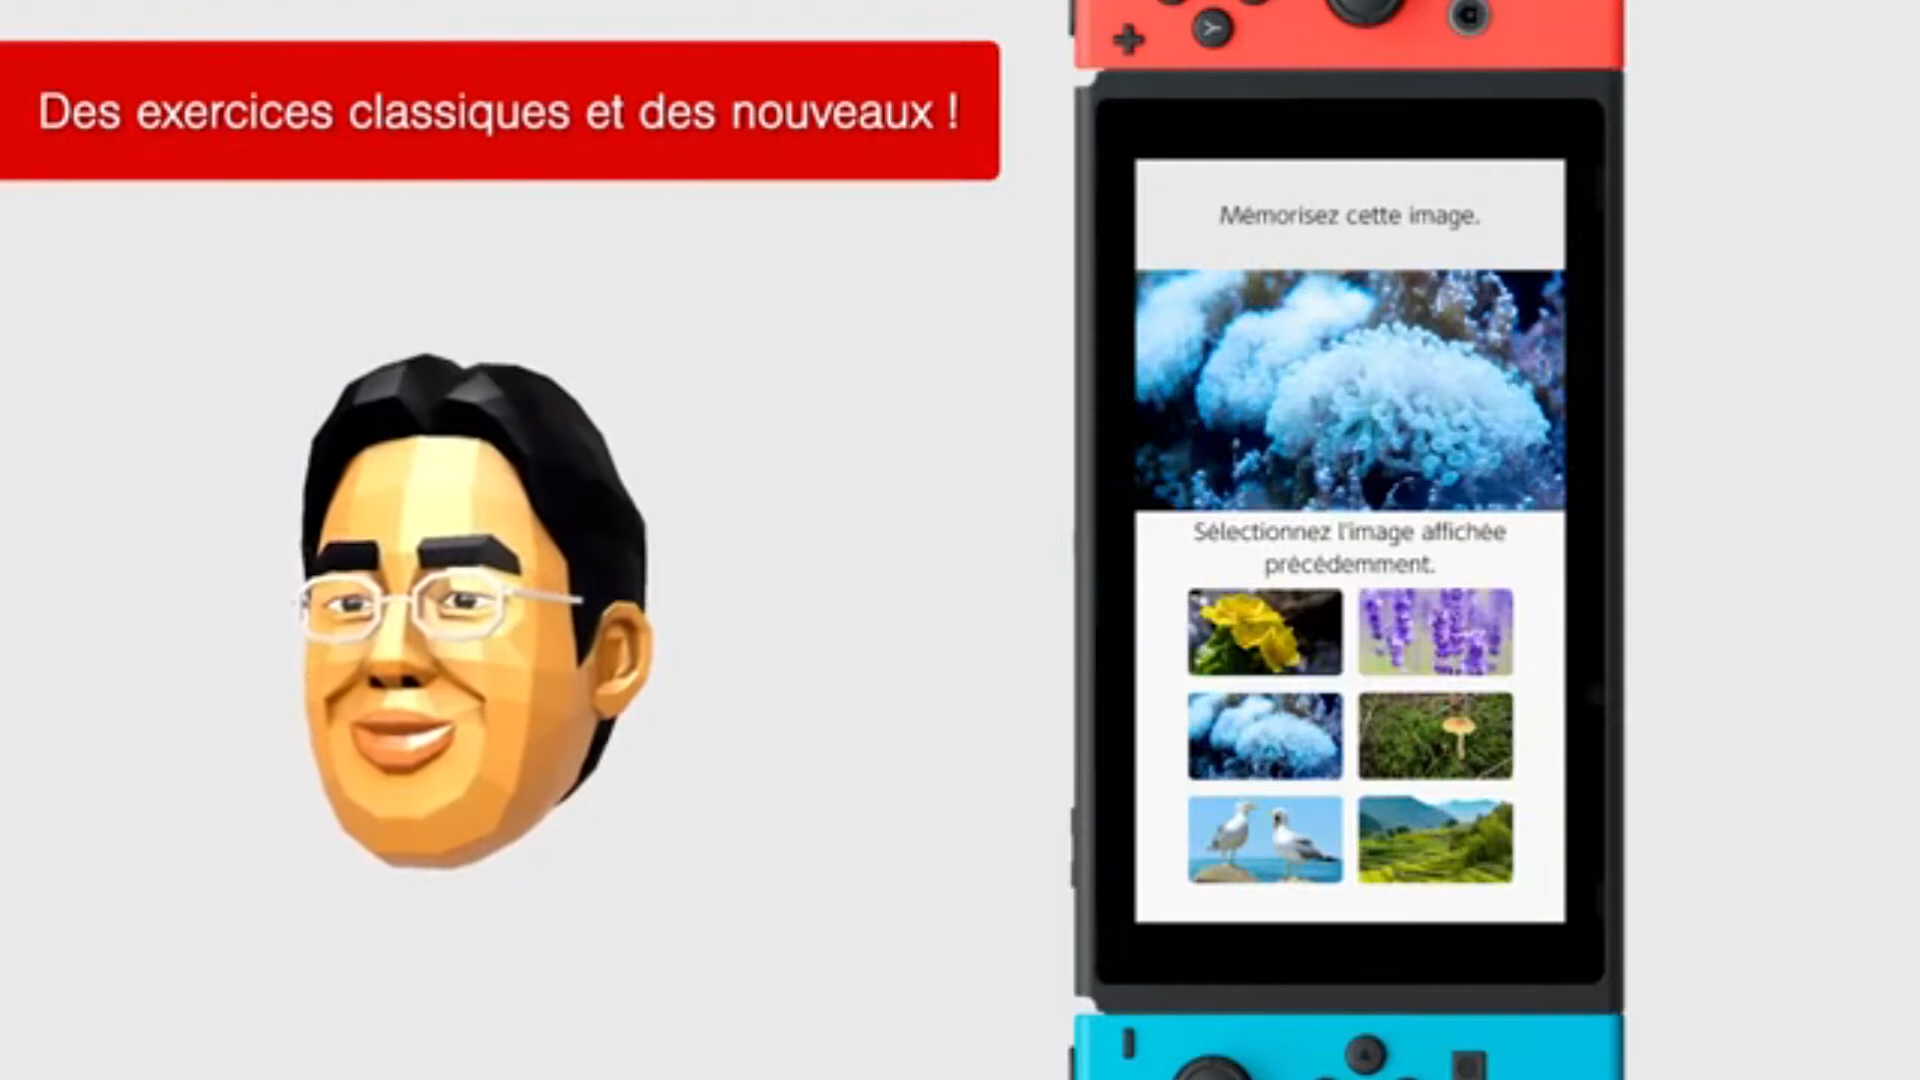 Des exercices classiques et des nouveaux !
Mémorisez cette image.
Sélectionnez l'image affichée
précédemment.
Y